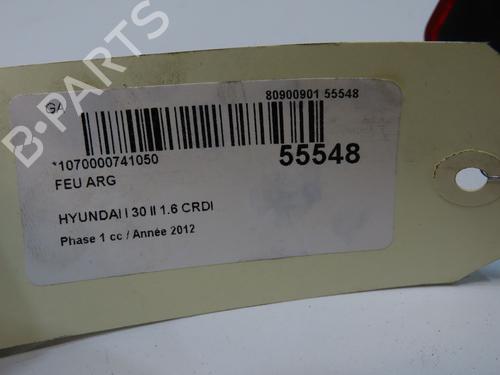 GA
80900901 55548
*1070000741050
55548
FEU ARG
HYUNDAI I 30 II 1.6 CRDI
Phase 1 cc / Année 2012
B-PARTS